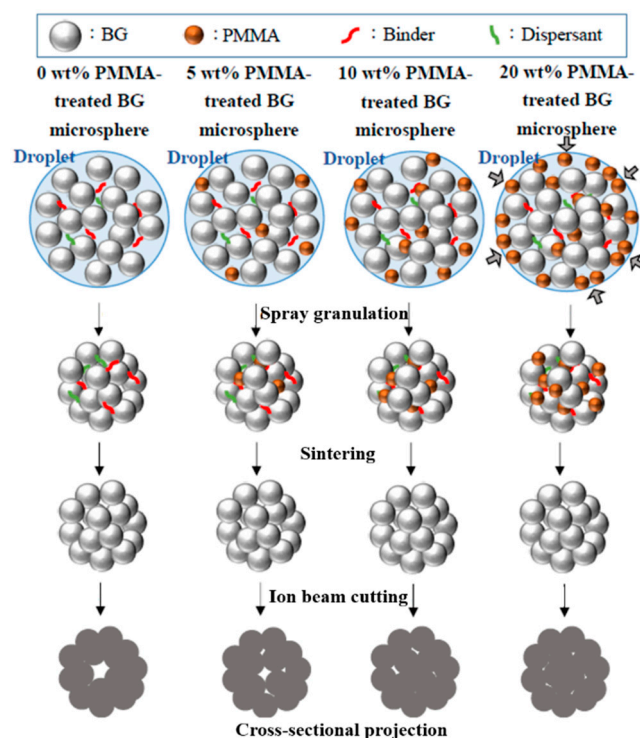 : BG : PMMA : Binder : Dispersant
0 wt% PMMA- 5 wt% PMMA- 10 wt% PMMA- 20 wt% PMMA-
treated BG treated BG treated BG treated BG
microsphere microsphere microsphere microsphere
Droplet Droplet Droplet Droplet
Spray granulation
Sintering
Ion beam cutting
Cross-sectional projection